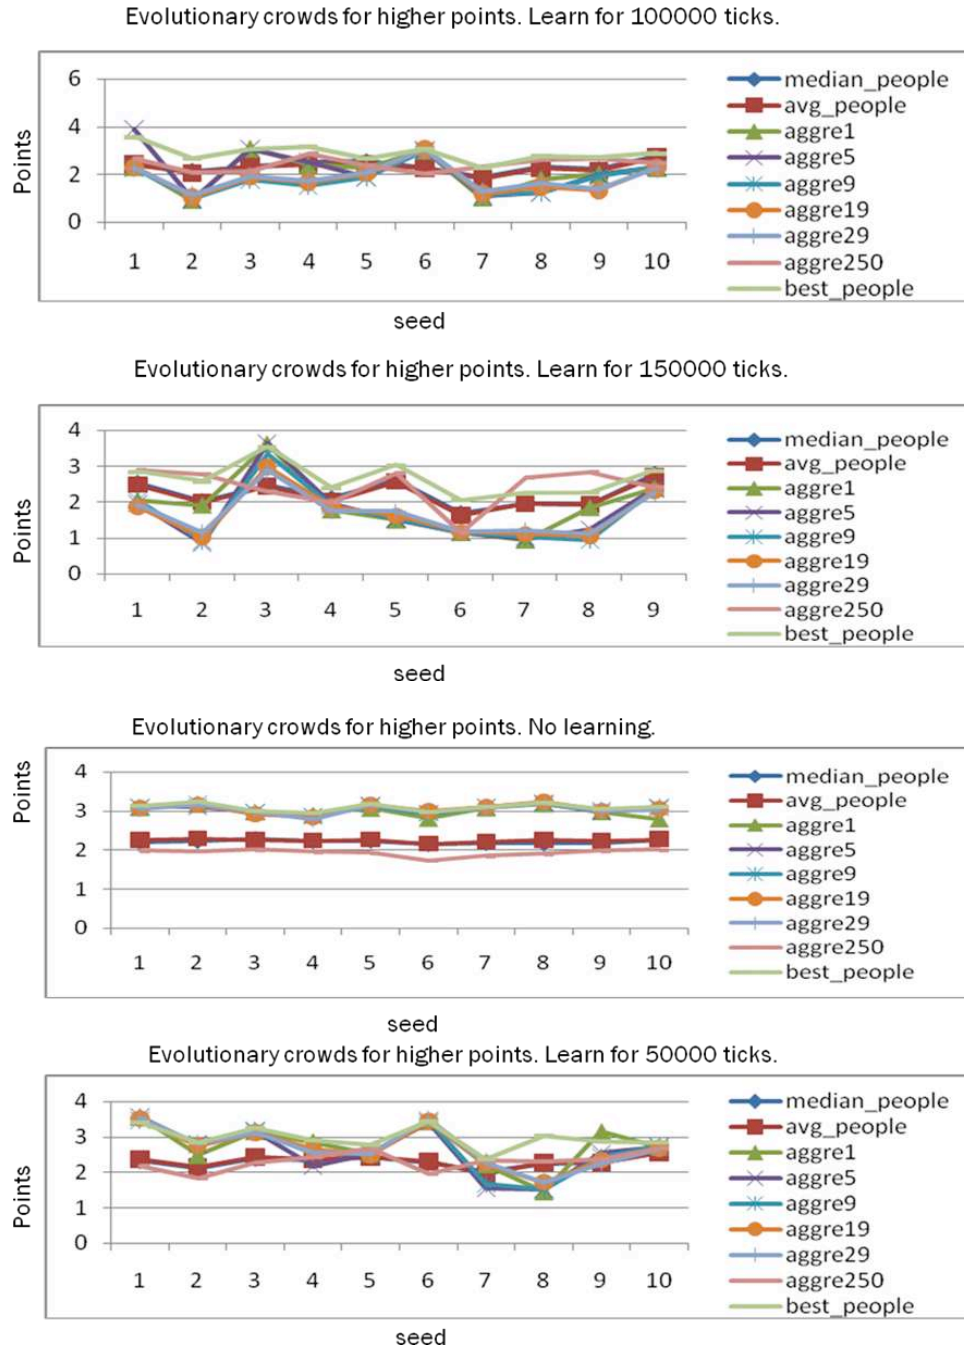 Evolutionary crowds for higher points. Learn for 100000 ticks.
Points
6
4
2
0
1 2 3 4 5 6 7 8 9 10
seed
median_people
avg_people
aggre1
aggre5
aggre9
aggre19
aggre29
aggre250
best_people
Evolutionary crowds for higher points. Learn for 150000 ticks.
Points
4
3
2
1
0
1 2 3 4 5 6 7 8 9
seed
median_people
avg_people
aggre1
aggre5
aggre9
aggre19
aggre29
aggre250
best_people
Evolutionary crowds for higher points. No learning.
Points
4
3
2
1
0
1 2 3 4 5 6 7 8 9 10
seed
median_people
avg_people
aggre1
aggre5
aggre9
aggre19
aggre29
aggre250
best_people
Evolutionary crowds for higher points. Learn for 50000 ticks.
Points
4
3
2
1
0
1 2 3 4 5 6 7 8 9 10
seed
median_people
avg_people
aggre1
aggre5
aggre9
aggre19
aggre29
aggre250
best_people